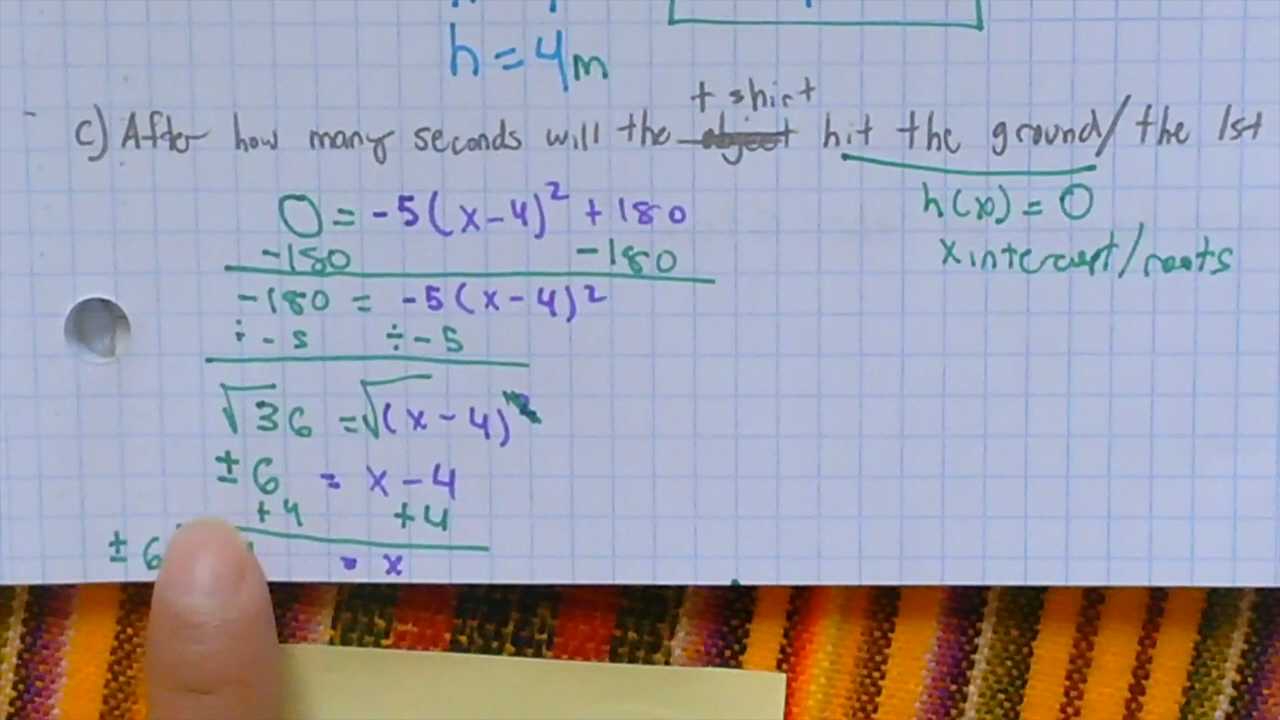 h = 4m
t shirt
c) After how many seconds will the object hit the ground/the 1st
0 = -5(x-4)² + 180
h(x) = 0
-180 -180
x intercept/roots
-180 = -5(x-4)²
÷-5 ÷-5
√36 = √(x-4)²
±6 = x-4
+4 +4
±6 = x